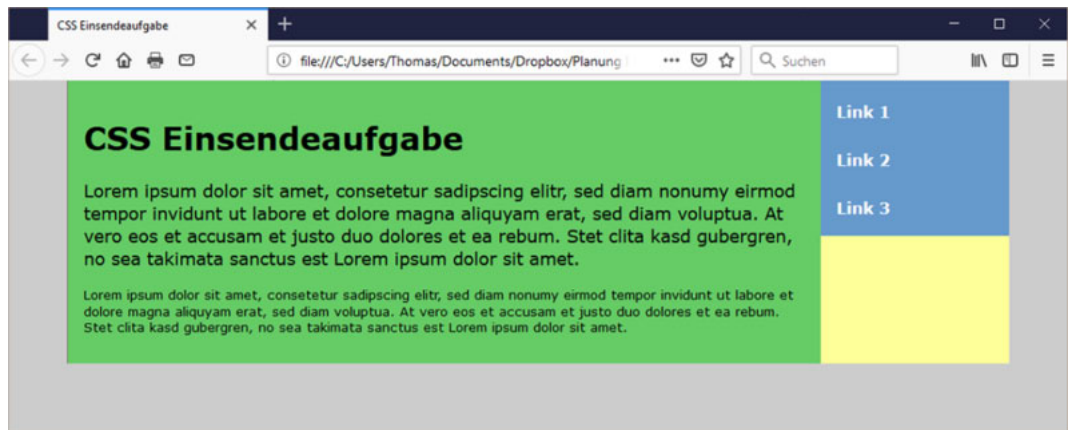 CSS Einsendeaufgabe
file:///C:/Users/Thomas/Documents/Dropbox/Planung
Suchen
CSS Einsendeaufgabe
Lorem ipsum dolor sit amet, consetetur sadipscing elitr, sed diam nonumy eirmod
tempor invidunt ut labore et dolore magna aliquyam erat, sed diam voluptua. At
vero eos et accusam et justo duo dolores et ea rebum. Stet clita kasd gubergren,
no sea takimata sanctus est Lorem ipsum dolor sit amet.
Lorem ipsum dolor sit amet, consetetur sadipscing elitr, sed diam nonumy eirmod tempor invidunt ut labore et
dolore magna aliquyam erat, sed diam voluptua. At vero eos et accusam et justo duo dolores et ea rebum.
Stet clita kasd gubergren, no sea takimata sanctus est Lorem ipsum dolor sit amet.
Link 1
Link 2
Link 3